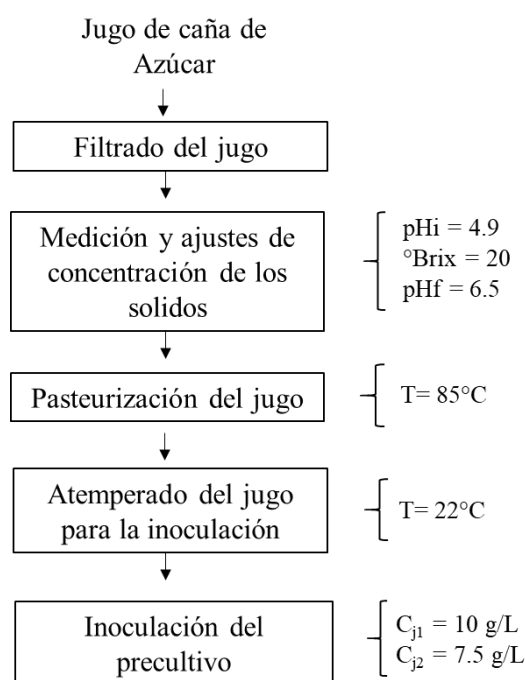 Jugo de caña de
Azúcar
Filtrado del jugo
Medición y ajustes de
concentración de los
solidos
pHi = 4.9
°Brix = 20
pHf = 6.5
Pasteurización del jugo
T= 85°C
Atemperado del jugo
para la inoculación
T= 22°C
Inoculación del
precultivo
Cj1 = 10 g/L
Cj2 = 7.5 g/L